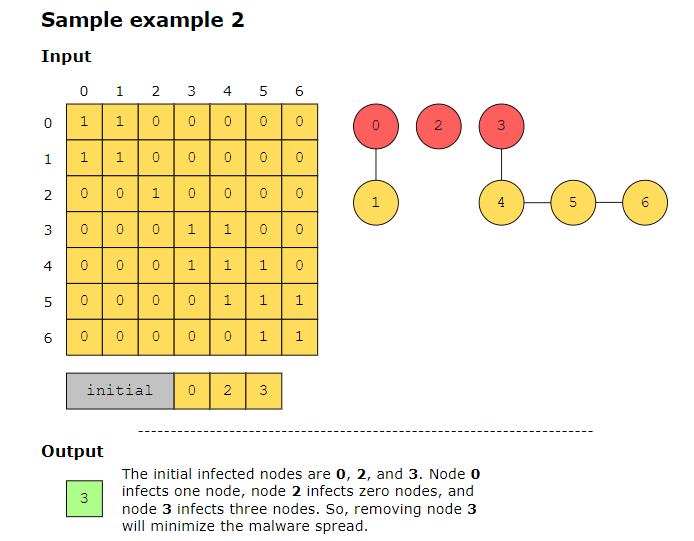 Sample example 2
Input
0 1 2 3 4 5 6
0 1 1 0 0 0 0 0
1 1 1 0 0 0 0 0
2 0 0 1 0 0 0 0
3 0 0 0 1 1 0 0
4 0 0 0 1 1 1 0
5 0 0 0 0 1 1 1
6 0 0 0 0 0 1 1
0 2 3
1 4 5 6
initial 0 2 3
Output
3
The initial infected nodes are 0, 2, and 3. Node 0
infects one node, node 2 infects zero nodes, and
node 3 infects three nodes. So, removing node 3
will minimize the malware spread.